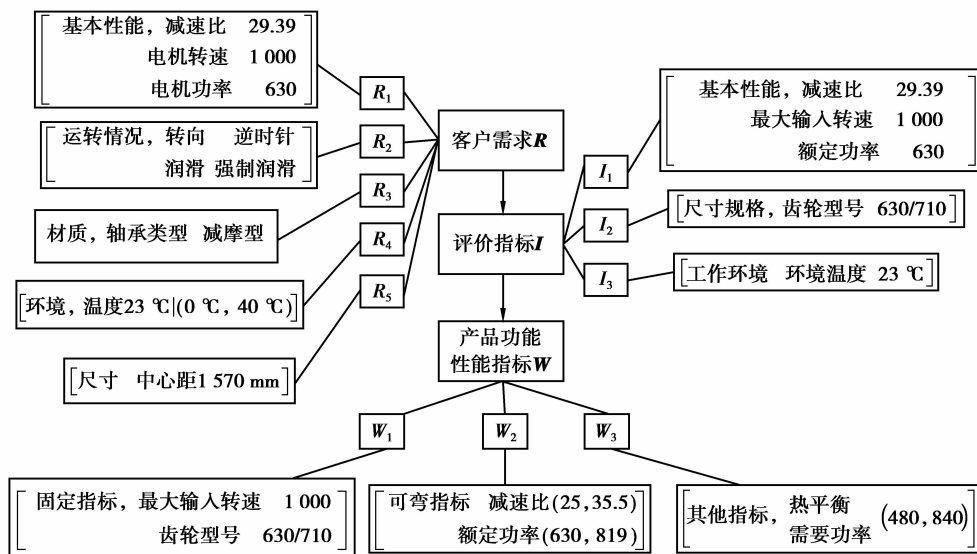 基本性能，减速比 29.39
电机转速 1 000
电机功率 630
R1
运转情况，转向 逆时针
润滑 强制润滑
R2
材质，轴承类型 减摩型
R3
环境，温度23 ℃|(0 ℃，40 ℃)
R4
尺寸 中心距1 570 mm
R5
客户需求R
评价指标I
产品功能
性能指标W
I1
基本性能，减速比 29.39
最大输入转速 1 000
额定功率 630
I2
尺寸规格，齿轮型号 630/710
I3
工作环境 环境温度 23 ℃
W1
W2
W3
固定指标，最大输入转速 1 000
齿轮型号 630/710
可弯指标 减速比(25,35.5)
额定功率(630，819)
其他指标，热平衡
需要功率 (480,840)